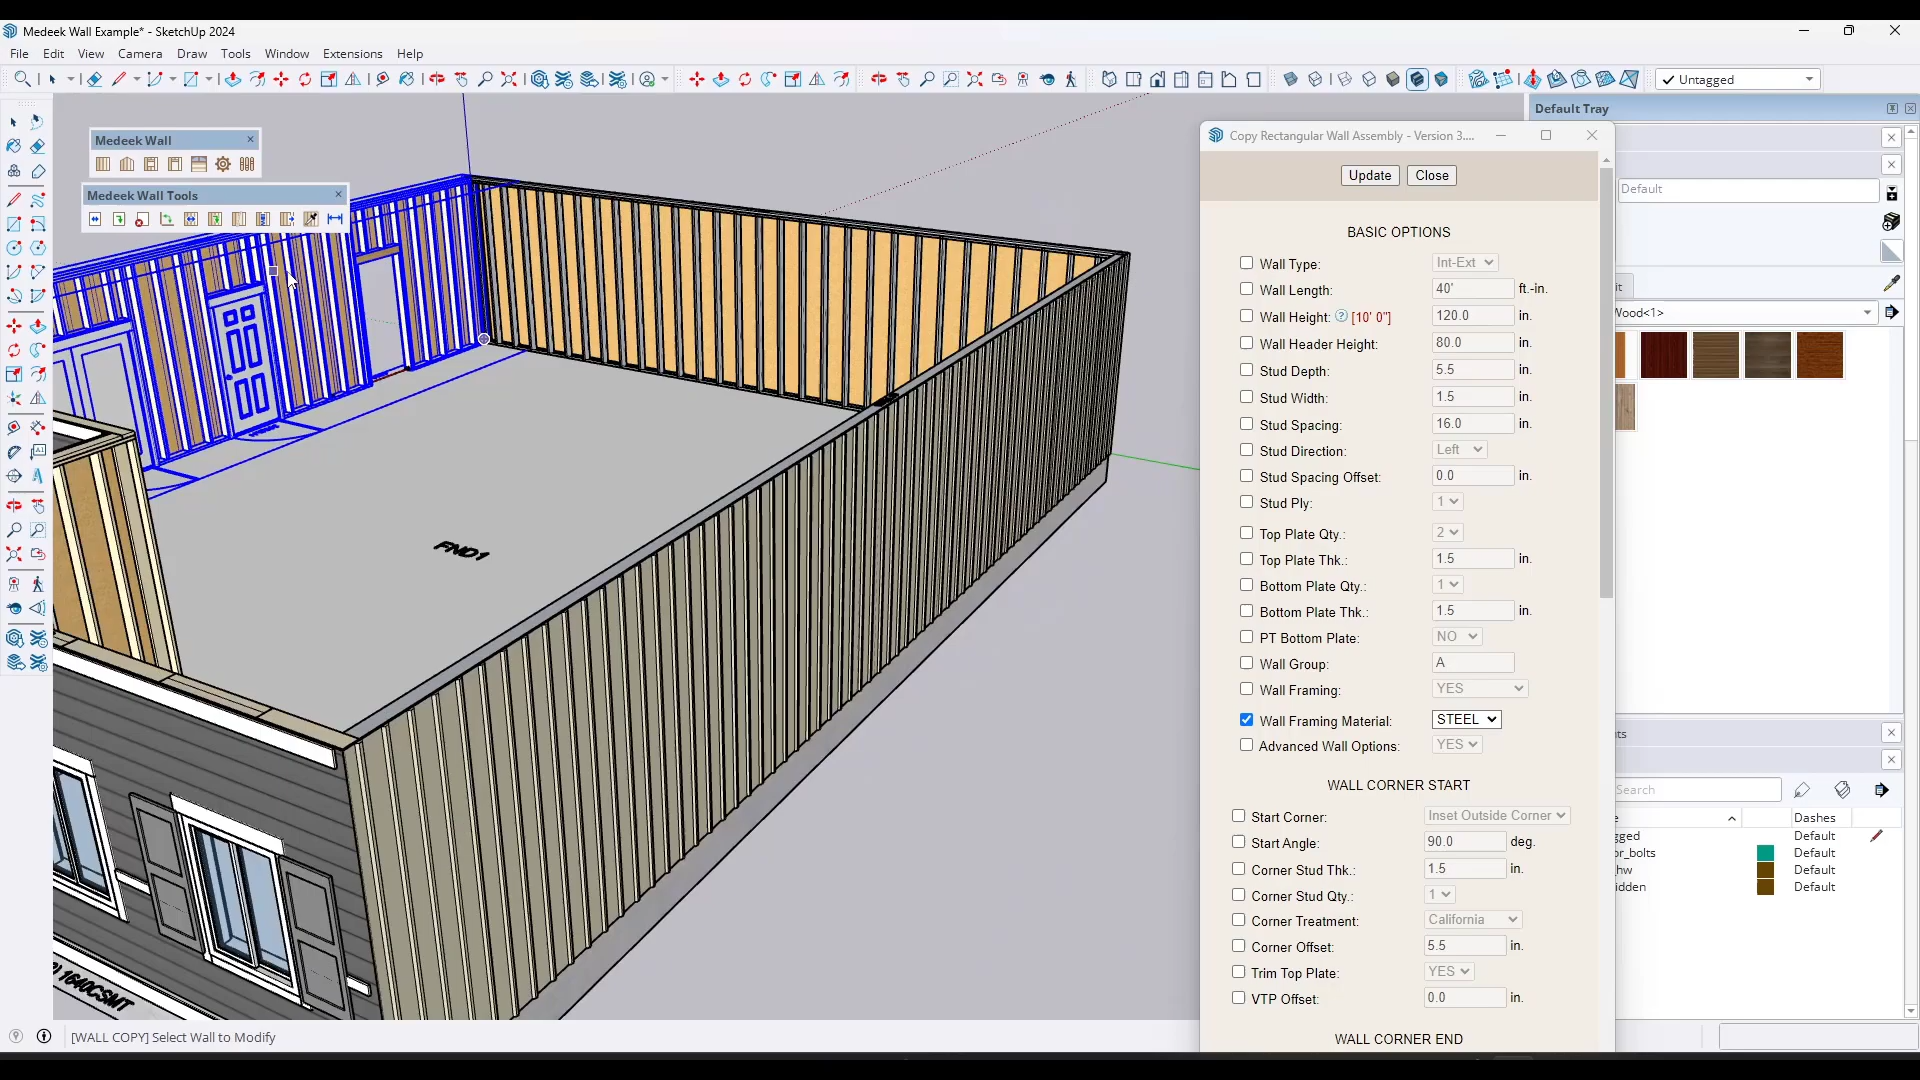 Medeek Wall Example* - SketchUp 2024
File Edit View Camera Draw Tools Window Extensions Help
Untagged
Default Tray
Medeek Wall
Medeek Wall Tools
Copy Rectangular Wall Assembly - Version 3....
Update Close
BASIC OPTIONS
Wall Type: Int-Ext
Wall Length: 40' ft.-in.
Wall Height: [10' 0"] 120.0 in.
Wall Header Height: 80.0 in.
Stud Depth: 5.5 in.
Stud Width: 1.5 in.
Stud Spacing: 16.0 in.
Stud Direction: Left
Stud Spacing Offset: 0.0 in.
Stud Ply: 1
Top Plate Qty.: 2
Top Plate Thk.: 1.5 in.
Bottom Plate Qty.: 1
Bottom Plate Thk.: 1.5 in.
PT Bottom Plate: NO
Wall Group: A
Wall Framing: YES
Wall Framing Material: STEEL
Advanced Wall Options: YES
WALL CORNER START
Start Corner: Inset Outside Corner
Start Angle: 90.0 deg.
Corner Stud Thk.: 1.5 in.
Corner Stud Qty.: 1
Corner Treatment: California
Corner Offset: 5.5 in.
Trim Top Plate: YES
VTP Offset: 0.0 in.
WALL CORNER END
Default
it
Wood<1>
nts
Search
e Dashes
gged Default
or_bolts Default
_hw Default
idden Default
FND1
1640CSMT
[WALL COPY] Select Wall to Modify